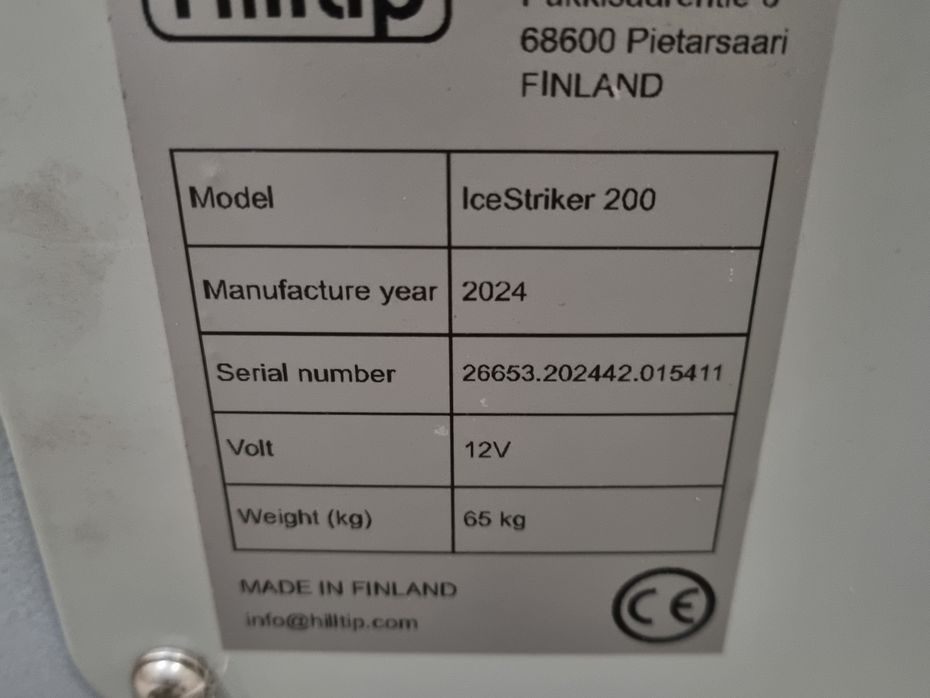 Hilltip
68600 Pietarsaari
FINLAND
Model IceStriker 200
Manufacture year 2024
Serial number 26653.202442.015411
Volt 12V
Weight (kg) 65 kg
MADE IN FINLAND
info@hilltip.com
CE